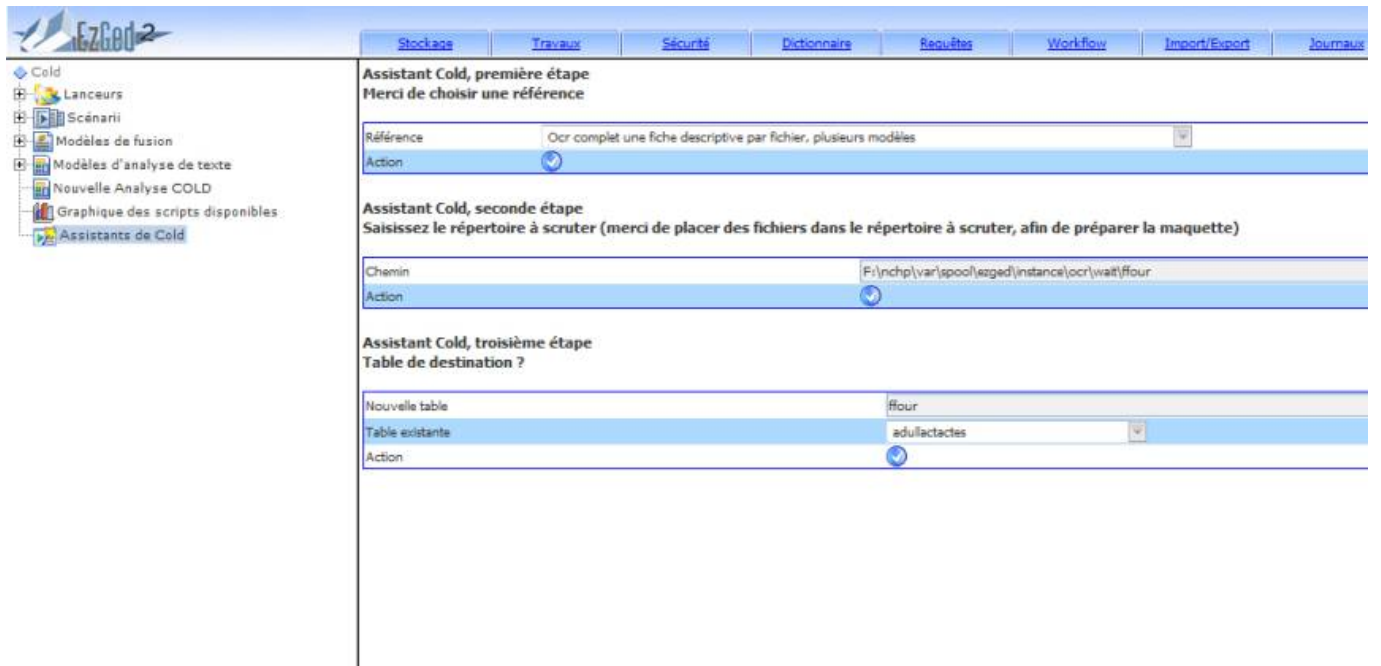 EzGed 2
Stockage Travaux Sécurité Dictionnaire Requêtes Workflow Import/Export Journaux
Cold
Lanceurs
Scénarii
Modèles de fusion
Modèles d'analyse de texte
Nouvelle Analyse COLD
Graphique des scripts disponibles
Assistants de Cold
Assistant Cold, première étape
Merci de choisir une référence
Référence Ocr complet une fiche descriptive par fichier, plusieurs modèles
Action
Assistant Cold, seconde étape
Saisissez le répertoire à scruter (merci de placer des fichiers dans le répertoire à scruter, afin de préparer la maquette)
Chemin F:\nchp\var\spool\ezged\instance\ocr\wait\ffour
Action
Assistant Cold, troisième étape
Table de destination ?
Nouvelle table ffour
Table existante adullactactes
Action